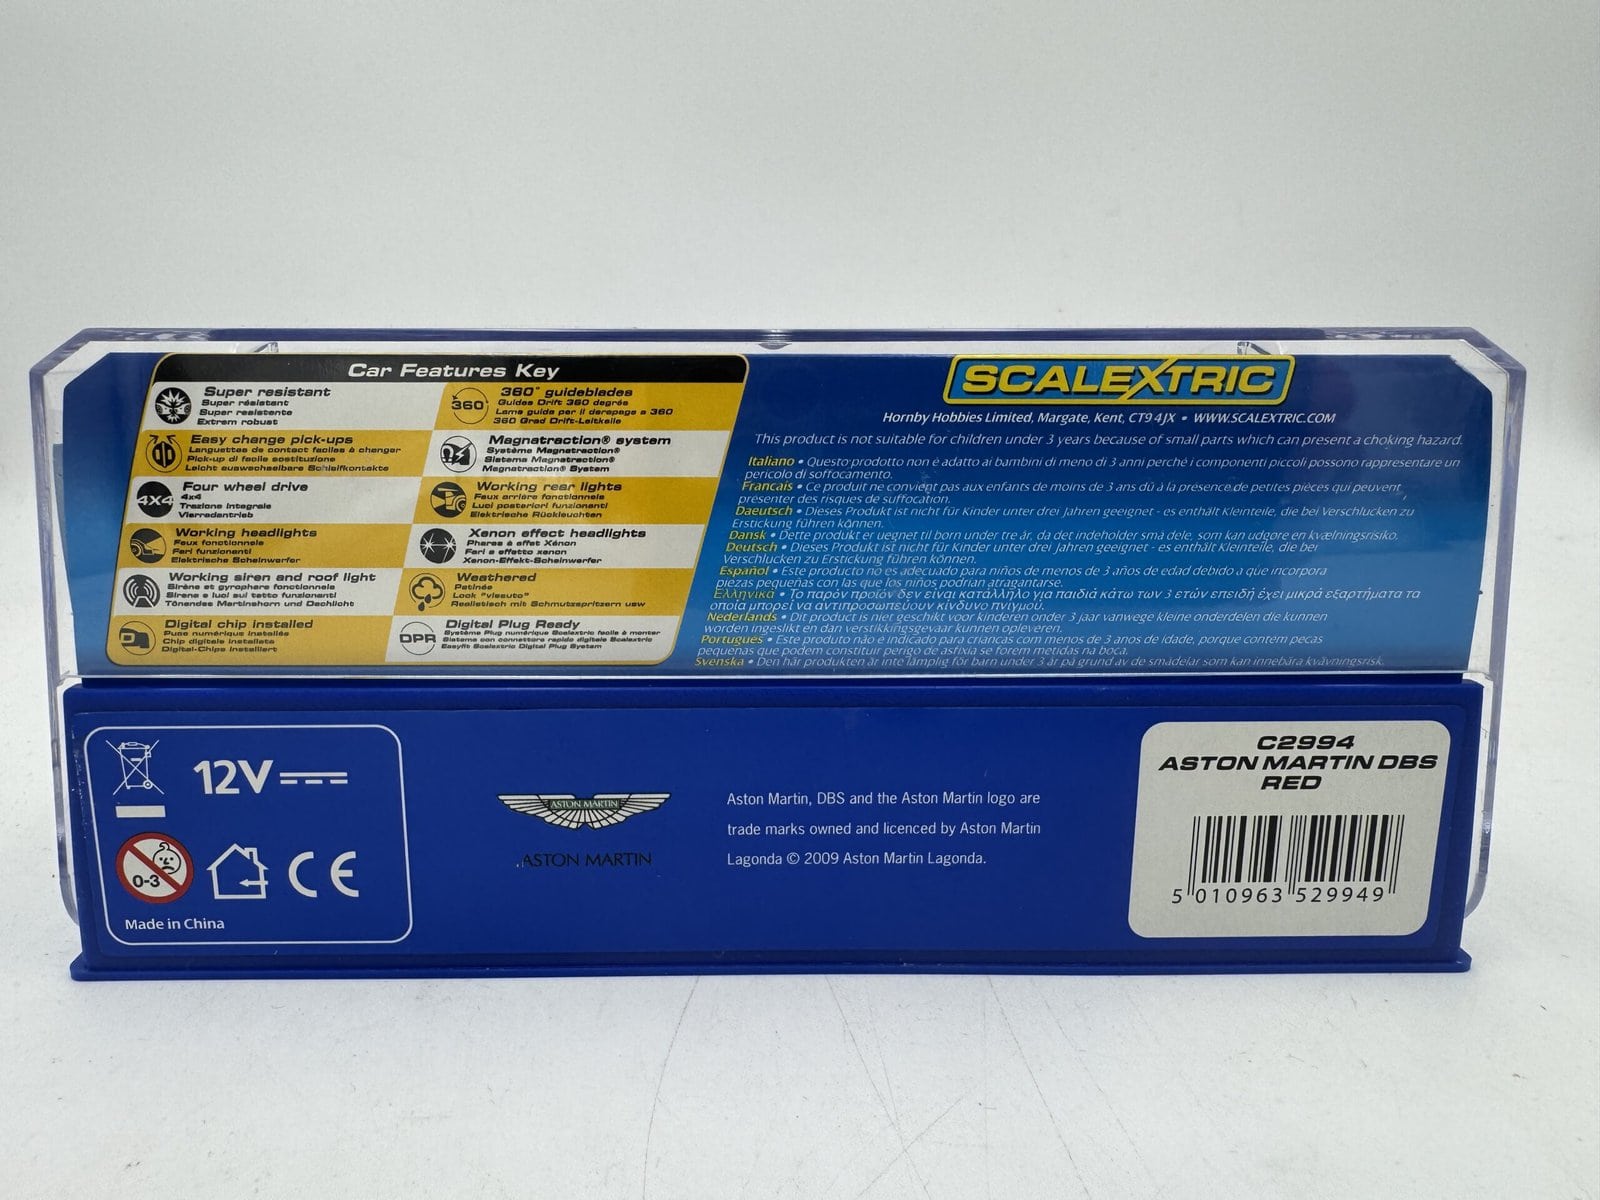 Car Features Key
Super resistant
Super résistant
Super resistente
Extrem robust
360° guideblades
Guides Drift 360 degrés
Lame guida per il derapage a 360
360 Grad Drift-Leitkeile
360°
Easy change pick-ups
Languettes de contact faciles à changer
Pick-up di facile sostituzione
Leicht auswechselbare Schleifkontakte
Magnatraction® system
Système Magnatraction®
Sistema Magnatraction®
Magnatraction® System
4X4
Four wheel drive
4x4
Trazione integrale
Vierradantrieb
Working rear lights
Feux arrière fonctionnels
Luci posteriori funzionanti
Elektrische Rückleuchten
Working headlights
Feux fonctionnels
Fari funzionanti
Elektrische Scheinwerfer
Xenon effect headlights
Phares à effet Xénon
Fari a effetto xenon
Xenon-Effekt-Scheinwerfer
Working siren and roof light
Sirène et gyrophare fonctionnels
Sirene e luci sul tetto funzionanti
Tönendes Martinshorn und Dachlicht
Weathered
Patinée
Look "vissuto"
Realistisch mit Schmutzspritzern usw
D
Digital chip installed
Puce numérique installée
Chip digitale installata
Digital-Chips installiert
DPR
Digital Plug Ready
Système Plug numérique Scalextric facile à monter
Sistema con connettore rapido digitale Scalextric
Easyfit Scalextric Digital Plug System
SCALEXTRIC
Hornby Hobbies Limited, Margate, Kent, CT9 4JX • WWW.SCALEXTRIC.COM
This product is not suitable for children under 3 years because of small parts which can present a choking hazard.
Italiano • Questo prodotto non è adatto ai bambini di meno di 3 anni perchè i componenti piccoli possono rappresentare un
pericolo di soffocamento.
Francais • Ce produit ne convient pas aux enfants de moins de 3 ans dû à la présence de petites pièces qui peuvent
présenter des risques de suffocation.
Daeutsch • Dieses Produkt ist nicht für Kinder unter drei Jahren geeignet - es enthält Kleinteile, die bei Verschlucken zu
Erstickung führen können.
Dansk • Dette produkt er uegnet til born under tre år, da det indeholder små dele, som kan udgøre en kvælningsrisiko.
Deutsch • Dieses Produkt ist nicht für Kinder unter drei Jahren geeignet - es enthält Kleinteile, die bei
Verschlucken zu Erstickung führen können.
Español • Este producto no es adecuado para niños de menos de 3 años de edad debido a que incorpora
piezas pequeñas con las que los niños podrían atragantarse.
Ελληνικά • Το παρόν προϊόν δεν είναι κατάλληλο για παιδιά κάτω των 3 ετών επειδή έχει μικρά εξαρτήματα τα
οποία μπορεί να αντιπροσωπεύουν κίνδυνο πνιγμού.
Nederlands • Dit product is niet geschikt voor kinderen onder 3 jaar vanwege kleine onderdelen die kunnen
worden ingeslikt en dan verstikkingsgevaar kunnen opleveren.
Portugues • Este produto não é indicado para criancas com menos de 3 anos de idade, porque contem pecas
pequenas que podem constituir perigo de asfixia se forem metidas na boca.
Svenska • Den här produkten är inte lämplig för barn under 3 år på grund av de smådelar som kan innebära kvävningsrisk.
12V
0-3
CE
Made in China
ASTON MARTIN
ASTON MARTIN
Aston Martin, DBS and the Aston Martin logo are
trade marks owned and licenced by Aston Martin
Lagonda © 2009 Aston Martin Lagonda.
C2994
ASTON MARTIN DBS
RED
5 010963 529949